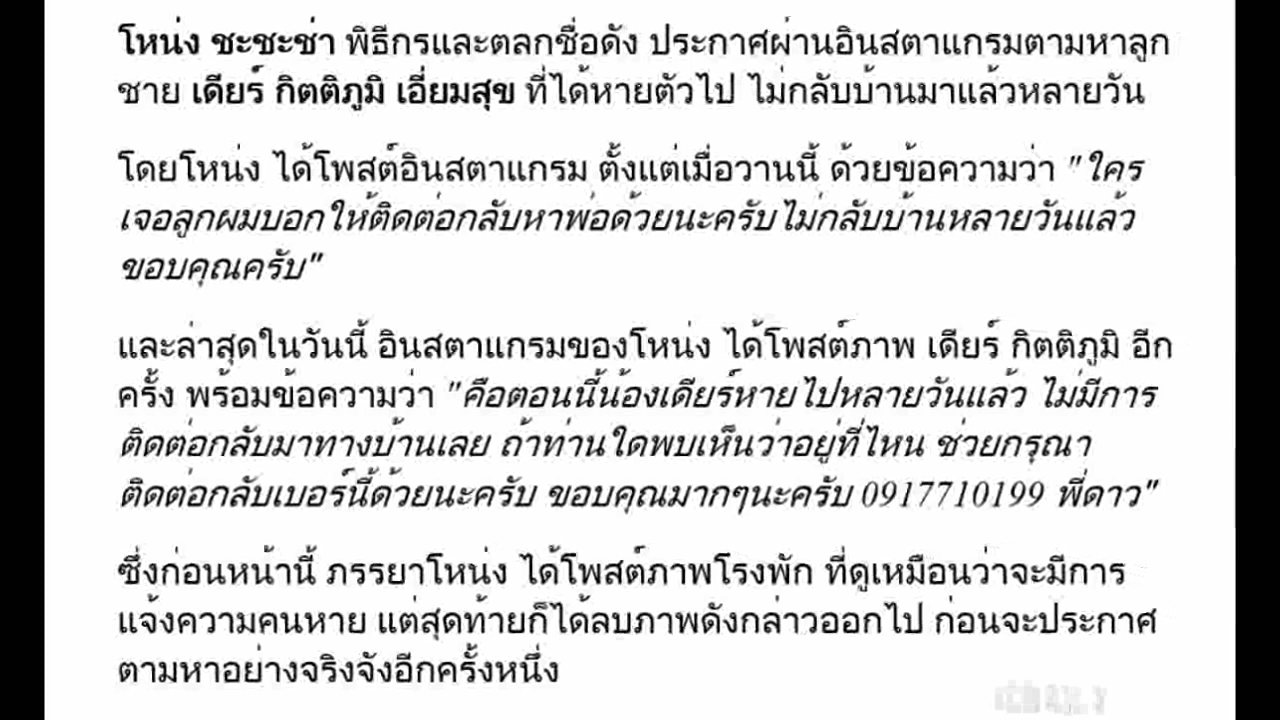 โหน่ง ชะชะช่า พิธีกรและตลกชื่อดัง ประกาศผ่านอินสตาแกรมตามหาลูก
ชาย เดียร์ กิตติภูมิ เอี่ยมสุข ที่ได้หายตัวไป ไม่กลับบ้านมาแล้วหลายวัน
โดยโหน่ง ได้โพสต์อินสตาแกรม ตั้งแต่เมื่อวานนี้ ด้วยข้อความว่า "ใคร
เจอลูกผมบอกให้ติดต่อกลับหาพ่อด้วยนะครับไม่กลับบ้านหลายวันแล้ว
ขอบคุณครับ"
และล่าสุดในวันนี้ อินสตาแกรมของโหน่ง ได้โพสต์ภาพ เดียร์ กิตติภูมิ อีก
ครั้ง พร้อมข้อความว่า "คือตอนนี้น้องเดียร์หายไปหลายวันแล้ว ไม่มีการ
ติดต่อกลับมาทางบ้านเลย ถ้าท่านใดพบเห็นว่าอยู่ที่ไหน ช่วยกรุณา
ติดต่อกลับเบอร์นี้ด้วยนะครับ ขอบคุณมากๆนะครับ 0917710199 พี่ดาว"
ซึ่งก่อนหน้านี้ ภรรยาโหน่ง ได้โพสต์ภาพโรงพัก ที่ดูเหมือนว่าจะมีการ
แจ้งความคนหาย แต่สุดท้ายก็ได้ลบภาพดังกล่าวออกไป ก่อนจะประกาศ
ตามหาอย่างจริงจังอีกครั้งหนึ่ง